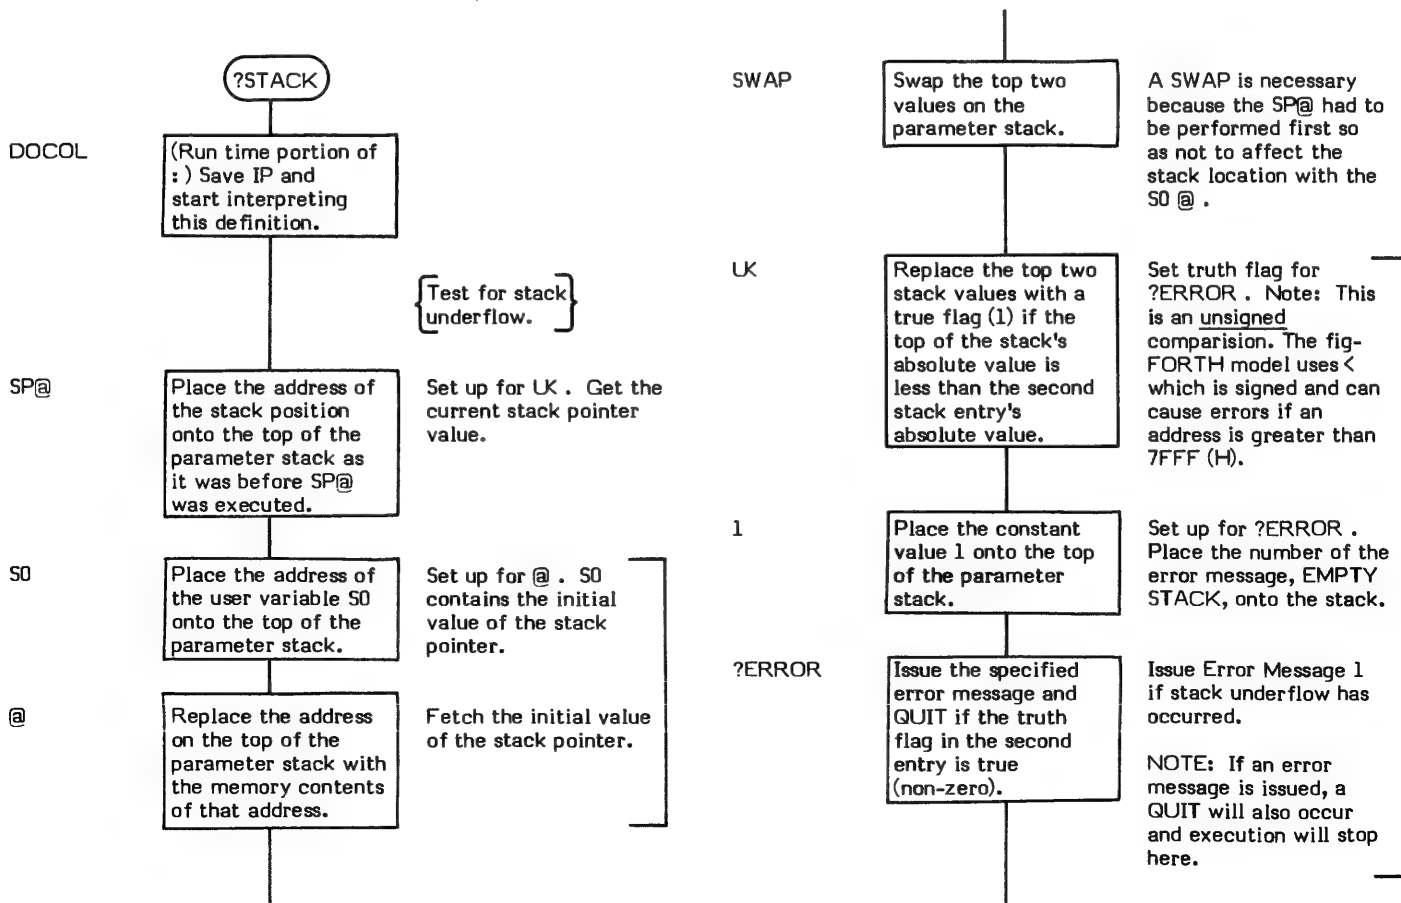 ?STACK
DOCOL
(Run time portion of
: ) Save IP and
start interpreting
this definition.
{Test for stack
underflow.}
SP@
Place the address of
the stack position
onto the top of the
parameter stack as
it was before SP@
was executed.
Set up for U< . Get the
current stack pointer
value.
S0
Place the address of
the user variable S0
onto the top of the
parameter stack.
Set up for @ . S0
contains the initial
value of the stack
pointer.
@
Replace the address
on the top of the
parameter stack with
the memory contents
of that address.
Fetch the initial value
of the stack pointer.
SWAP
Swap the top two
values on the
parameter stack.
A SWAP is necessary
because the SP@ had to
be performed first so
as not to affect the
stack location with the
S0 @ .
U<
Replace the top two
stack values with a
true flag (1) if the
top of the stack's
absolute value is
less than the second
stack entry's
absolute value.
Set truth flag for
?ERROR . Note: This
is an unsigned
comparision. The fig-
FORTH model uses <
which is signed and can
cause errors if an
address is greater than
7FFF (H).
1
Place the constant
value 1 onto the top
of the parameter
stack.
Set up for ?ERROR .
Place the number of the
error message, EMPTY
STACK, onto the stack.
?ERROR
Issue the specified
error message and
QUIT if the truth
flag in the second
entry is true
(non-zero).
Issue Error Message 1
if stack underflow has
occurred.
NOTE: If an error
message is issued, a
QUIT will also occur
and execution will stop
here.